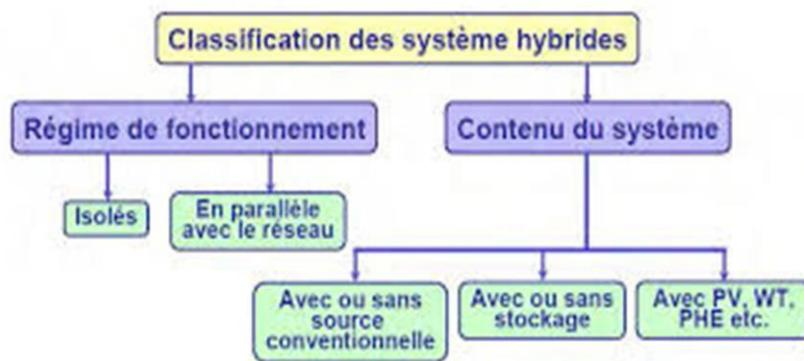 Classification des système hybrides
Régime de fonctionnement
Contenu du système
Isolés
En parallèle
avec le réseau
Avec ou sans
source
conventionnelle
Avec ou sans
stockage
Avec PV, WT,
PHE etc.